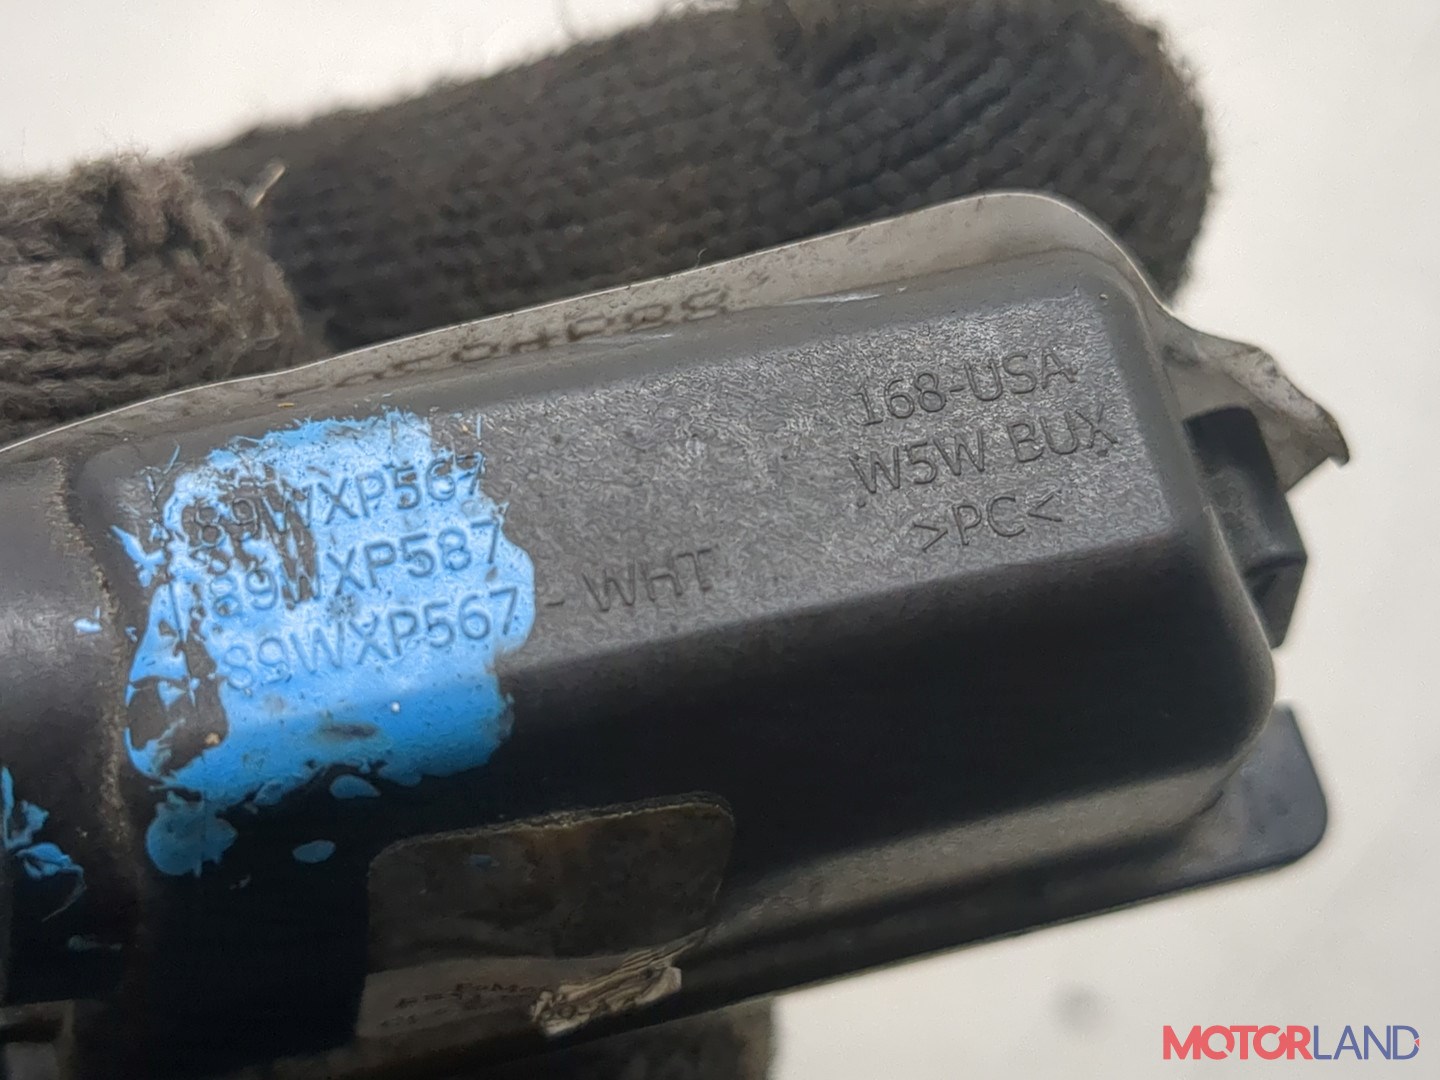 168-USA
W5W BUX
>PC<
89WXP567
89WXP587
89WXP567 - WHT
MOTORLAND